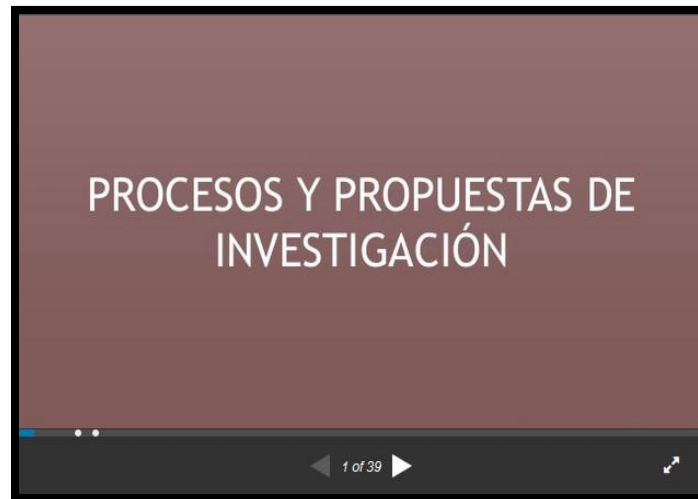 PROCESOS Y PROPUESTAS DE
INVESTIGACIÓN
1 of 39